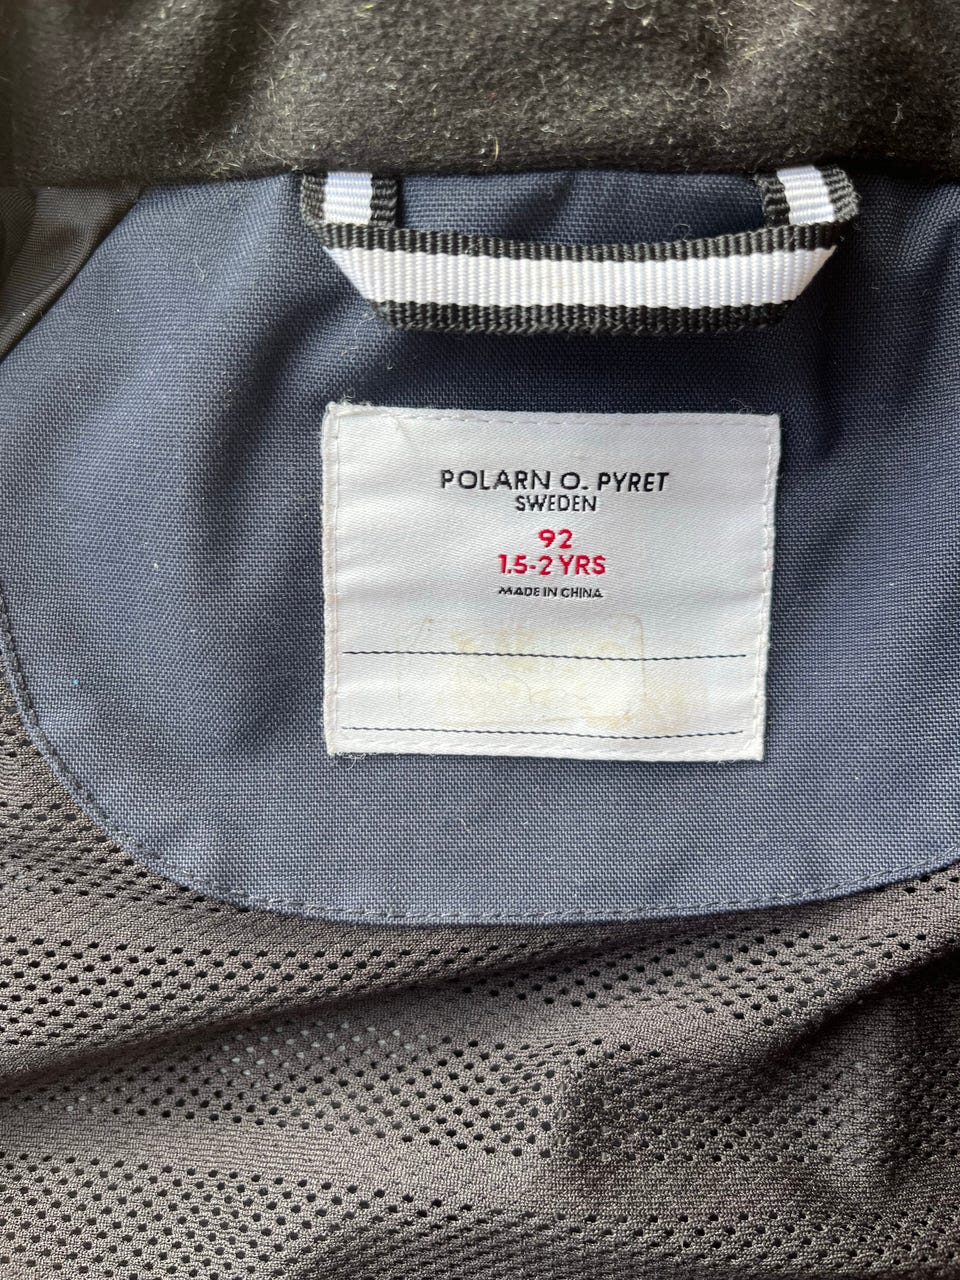 POLARN O. PYRET
SWEDEN
92
1.5-2 YRS
MADE IN CHINA